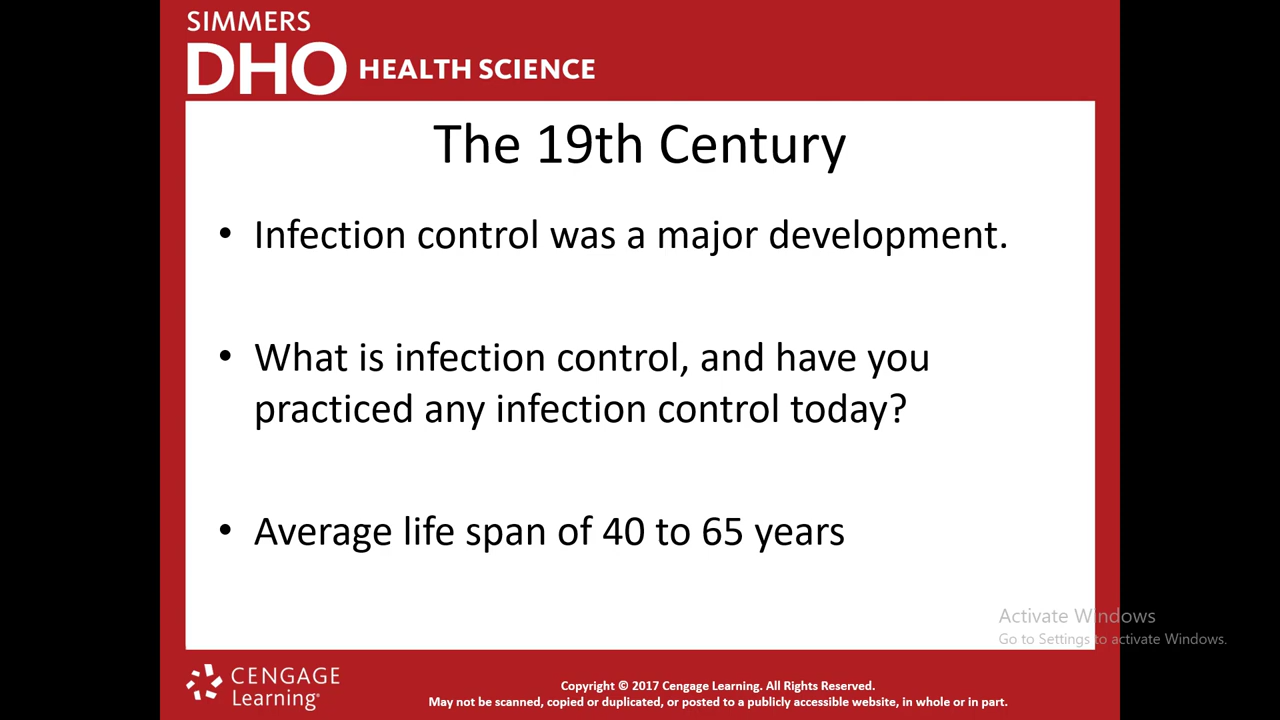 SIMMERS
DHO HEALTH SCIENCE
The 19th Century
• Infection control was a major development.
• What is infection control, and have you
practiced any infection control today?
• Average life span of 40 to 65 years
Activate Windows
Go to Settings to activate Windows.
CENGAGE
Learning®
Copyright © 2017 Cengage Learning. All Rights Reserved.
May not be scanned, copied or duplicated, or posted to a publicly accessible website, in whole or in part.